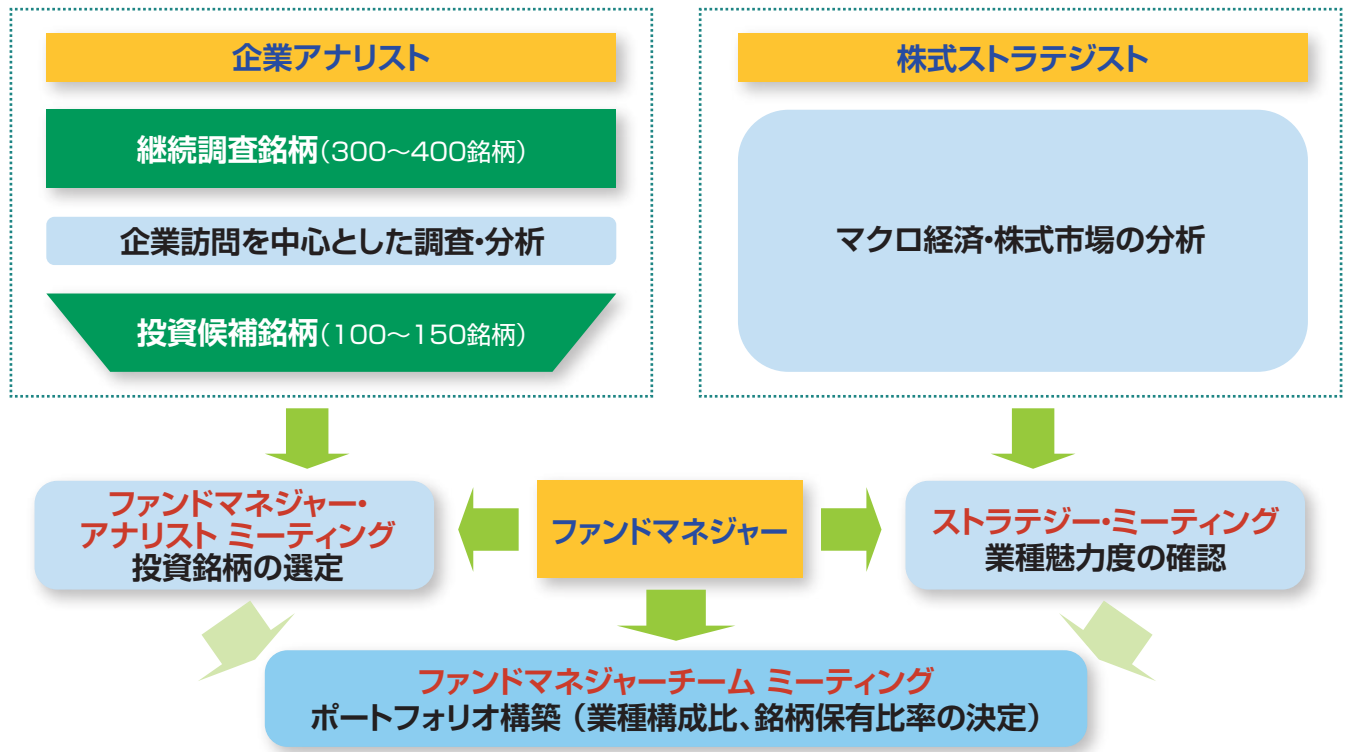 企業アナリスト
継続調査銘柄(300～400銘柄)
企業訪問を中心とした調査・分析
投資候補銘柄(100～150銘柄)
株式ストラテジスト
マクロ経済・株式市場の分析
ファンドマネジャー・
アナリスト ミーティング
投資銘柄の選定
ファンドマネジャー
ストラテジー・ミーティング
業種魅力度の確認
ファンドマネジャーチーム ミーティング
ポートフォリオ構築（業種構成比、銘柄保有比率の決定）